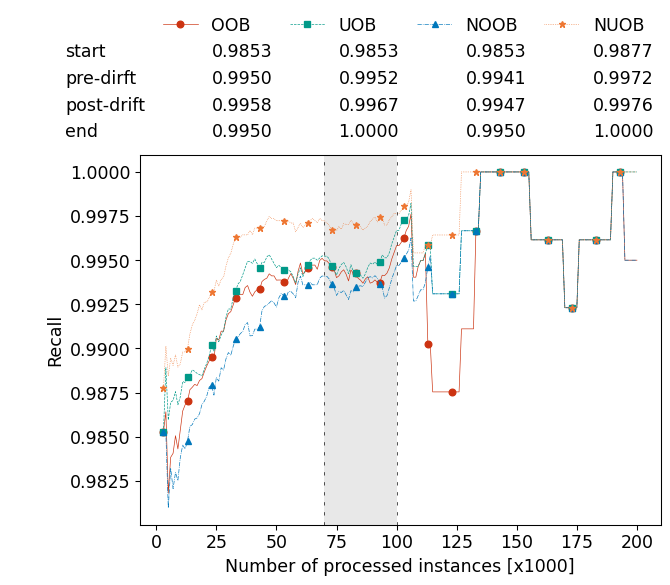 OOB UOB NOOB NUOB
start 0.9853 0.9853 0.9853 0.9877
pre-dirft 0.9950 0.9952 0.9941 0.9972
post-drift 0.9958 0.9967 0.9947 0.9976
end 0.9950 1.0000 0.9950 1.0000
1.0000
0.9975
0.9950
0.9925
0.9900
0.9875
0.9850
0.9825
Recall
0 25 50 75 100 125 150 175 200
Number of processed instances [x1000]